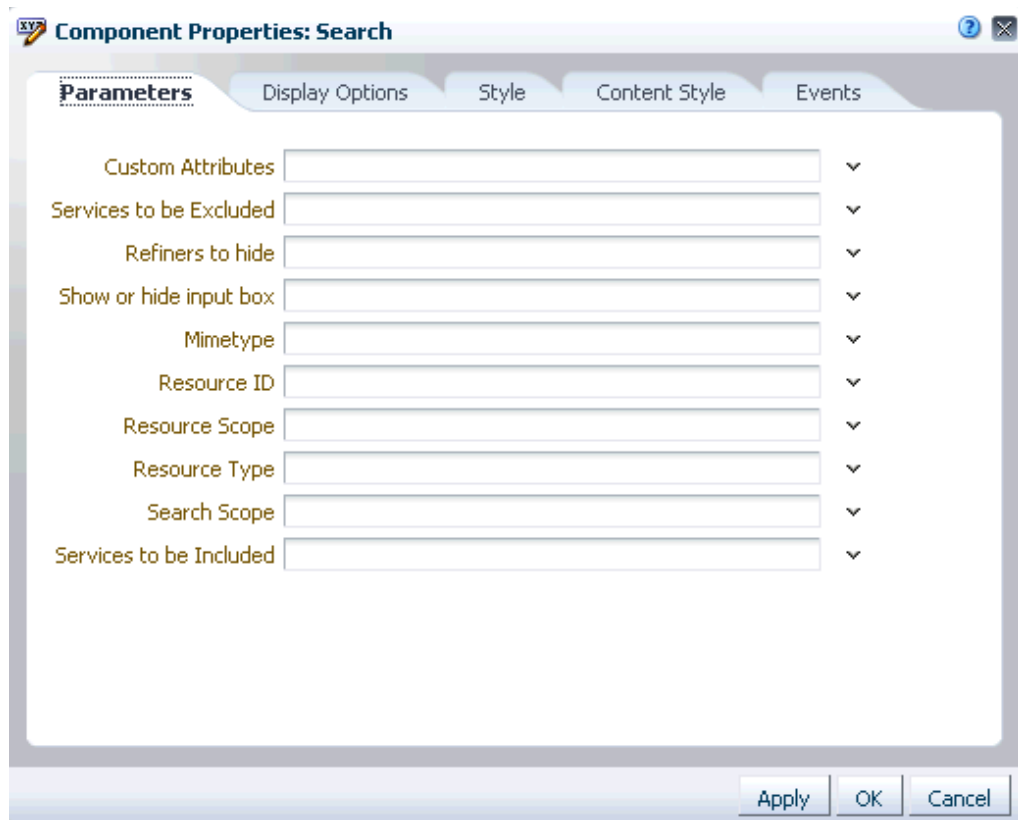 Component Properties: Search
Parameters Display Options Style Content Style Events
Custom Attributes
Services to be Excluded
Refiners to hide
Show or hide input box
Mimetype
Resource ID
Resource Scope
Resource Type
Search Scope
Services to be Included
Apply OK Cancel